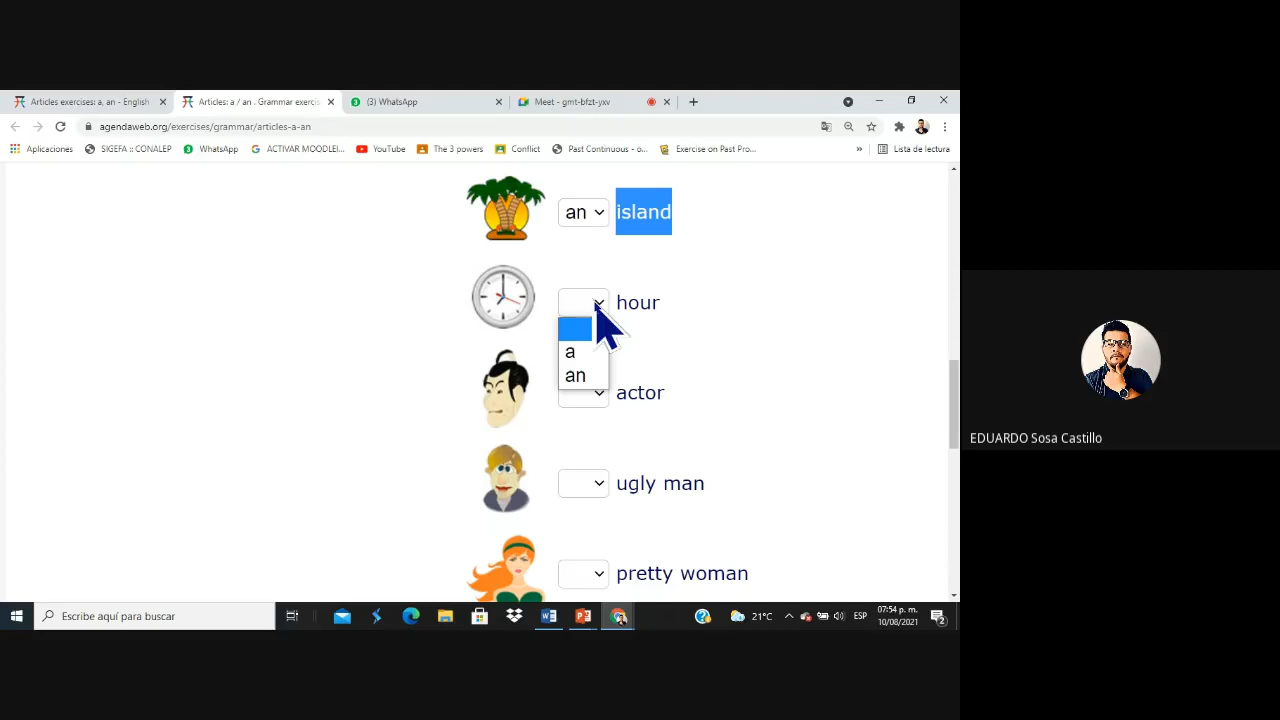 Articles exercises: a, an - English
Articles: a / an . Grammar exercis
(3) WhatsApp
Meet - gmt-bfzt-yxv
agendaweb.org/exercises/grammar/articles-a-an
Aplicaciones
SIGEFA :: CONALEP
WhatsApp
ACTIVAR MOODLEI...
YouTube
The 3 powers
Conflict
Past Continuous - o...
Exercise on Past Pro...
»
Lista de lectura
an island
hour
a
an
actor
ugly man
pretty woman
EDUARDO Sosa Castillo
Escribe aquí para buscar
21°C
ESP
07:54 p. m.
10/08/2021
2